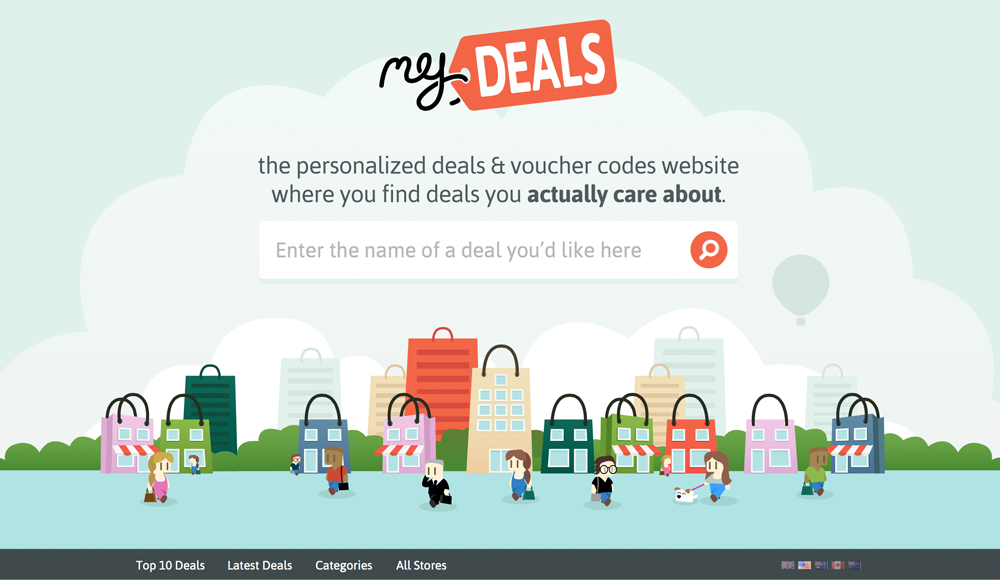 my DEALS
the personalized deals & voucher codes website
where you find deals you actually care about.
Enter the name of a deal you’d like here
Top 10 Deals Latest Deals Categories All Stores